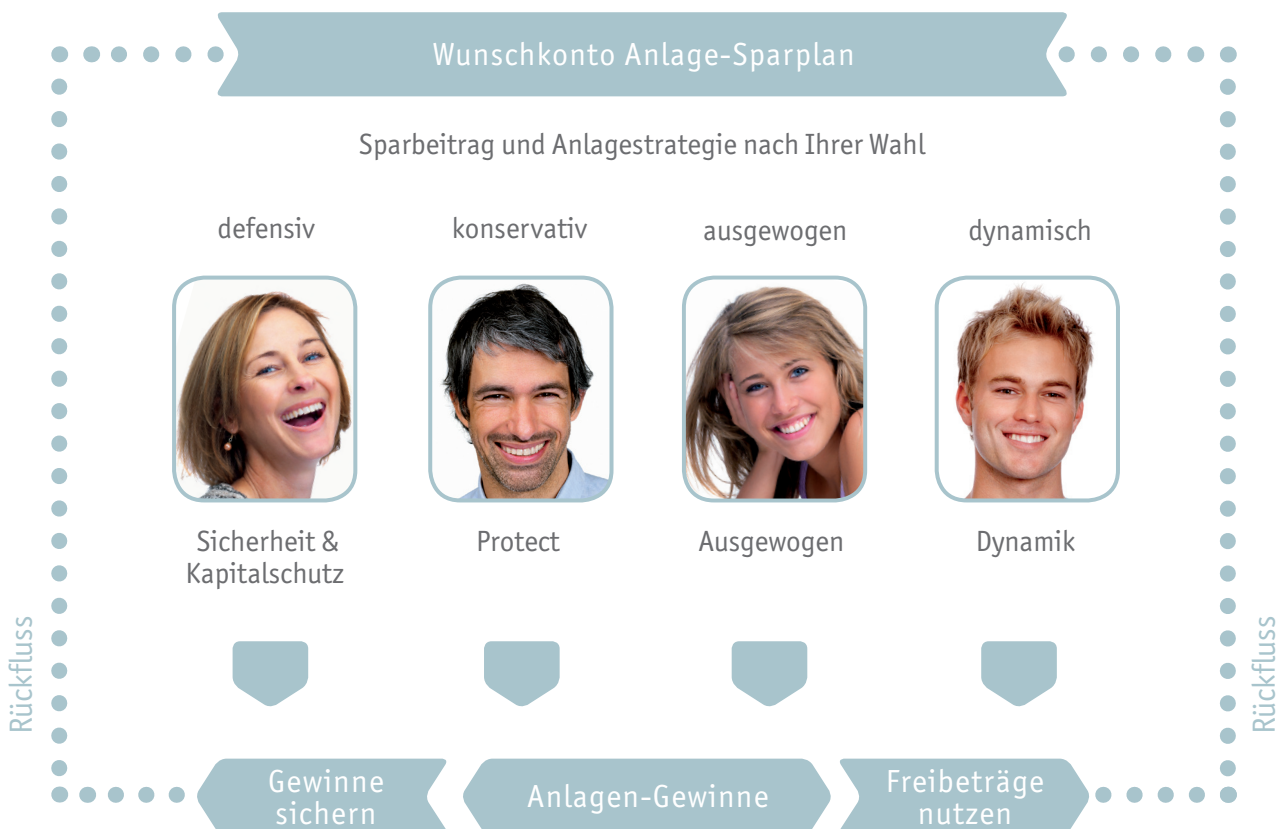 Wunschkonto Anlage-Sparplan
Sparbeitrag und Anlagestrategie nach Ihrer Wahl
defensiv
konservativ
ausgewogen
dynamisch
Sicherheit &
Kapitalschutz
Protect
Ausgewogen
Dynamik
Rückfluss
Rückfluss
Gewinne
sichern
Anlagen-Gewinne
Freibeträge
nutzen